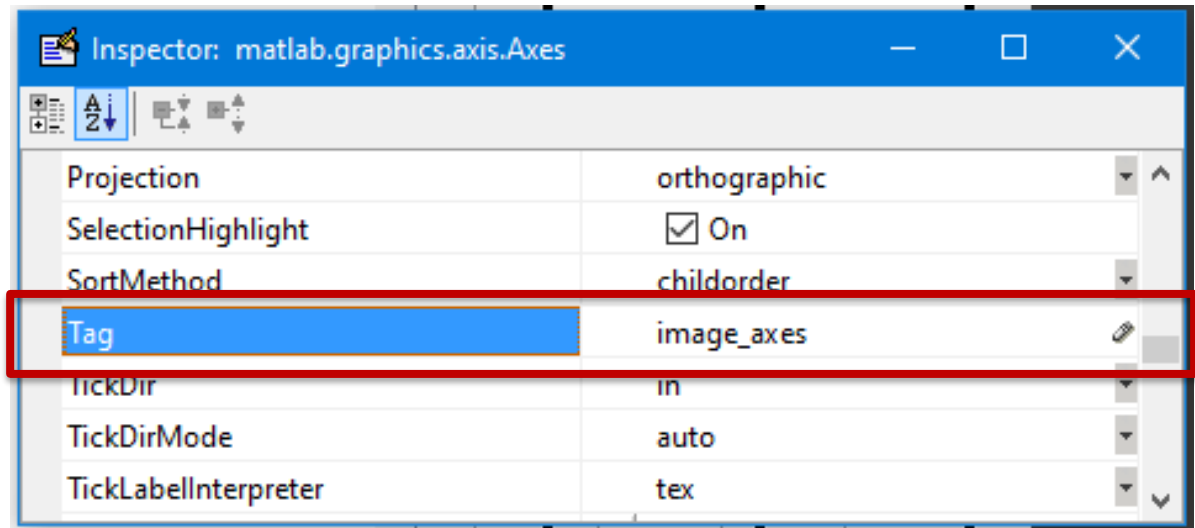 Inspector: matlab.graphics.axis.Axes
A
Z
Projection orthographic
SelectionHighlight On
SortMethod childorder
Tag image_axes
TickDir in
TickDirMode auto
TickLabelInterpreter tex